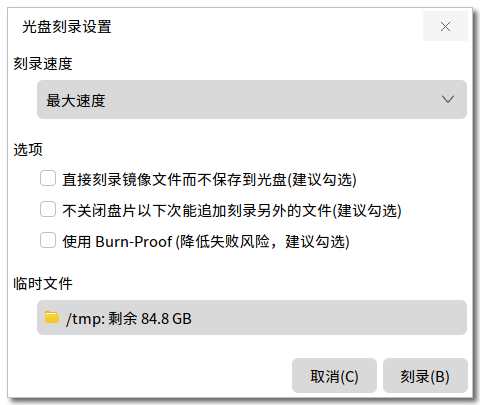 光盘刻录设置
刻录速度
最大速度
选项
直接刻录镜像文件而不保存到光盘(建议勾选)
不关闭盘片以下次能追加刻录另外的文件(建议勾选)
使用 Burn-Proof (降低失败风险，建议勾选)
临时文件
/tmp: 剩余 84.8 GB
取消(C) 刻录(B)